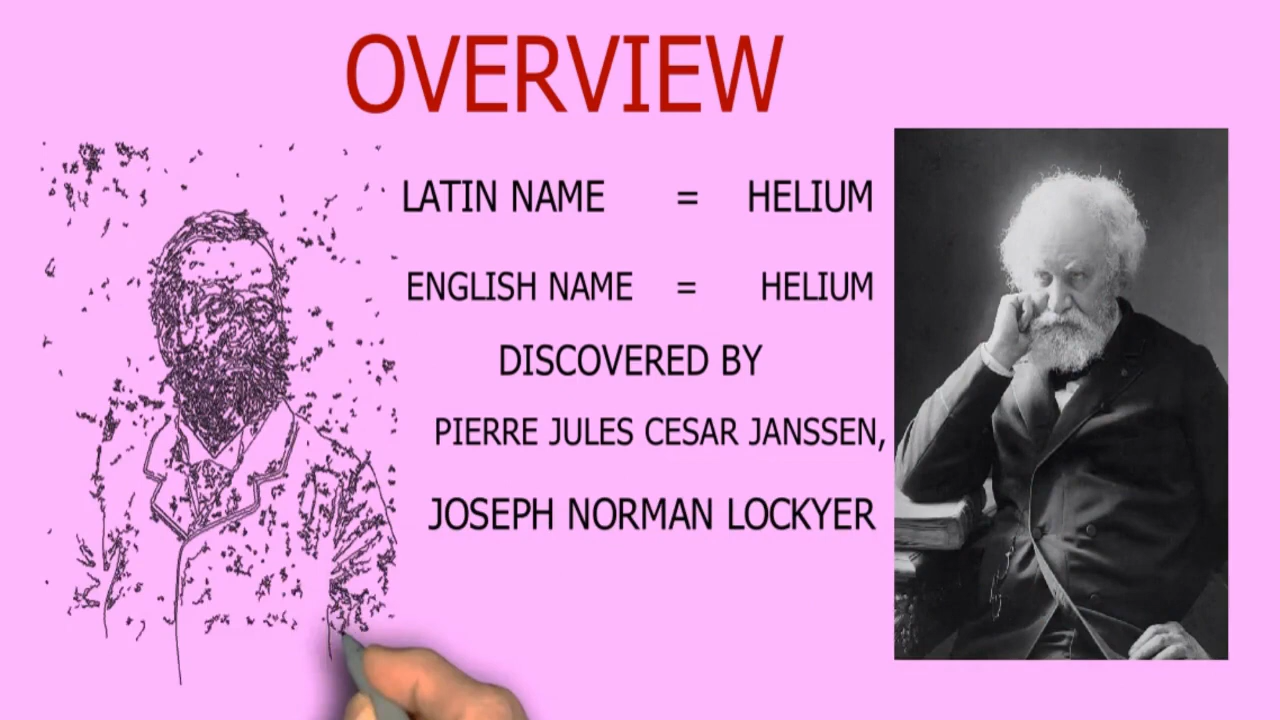 OVERVIEW
LATIN NAME = HELIUM
ENGLISH NAME = HELIUM
DISCOVERED BY
PIERRE JULES CESAR JANSSEN,
JOSEPH NORMAN LOCKYER